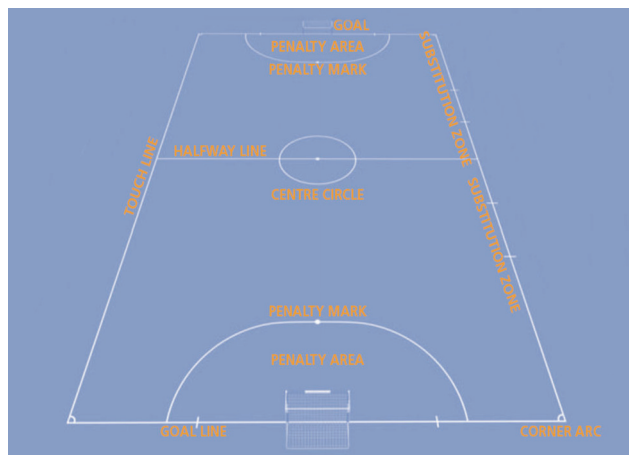 GOAL
PENALTY AREA
PENALTY MARK
SUBSTITUTION ZONE
HALFWAY LINE
TOUCH LINE
CENTRE CIRCLE
SUBSTITUTION ZONE
PENALTY MARK
PENALTY AREA
GOAL LINE
CORNER ARC